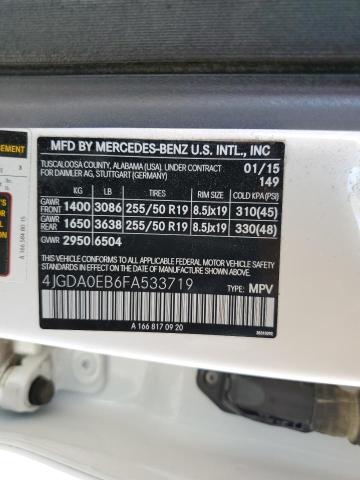 MFD BY MERCEDES-BENZ U.S. INTL., INC
TUSCALOOSA COUNTY, ALABAMA (USA), UNDER CONTRACT 01/15
FOR DAIMLER AG, STUTTGART (GERMANY) 149
KG LB TIRES RIM SIZE COLD KPA (PSI)
GAWR FRONT 1400 3086 255/50 R19 8.5Jx19 310(45)
GAWR REAR 1650 3638 255/50 R19 8.5Jx19 330(48)
GVWR 2950 6504
THIS VEHICLE CONFORMS TO ALL APPLICABLE FEDERAL MOTOR VEHICLE SAFETY
STANDARDS IN EFFECT ON THE DATE OF MANUFACTURE SHOWN ABOVE.
4JGDA0EB6FA533719 TYPE: MPV
A 166 817 09 20
A 166 584 80 15